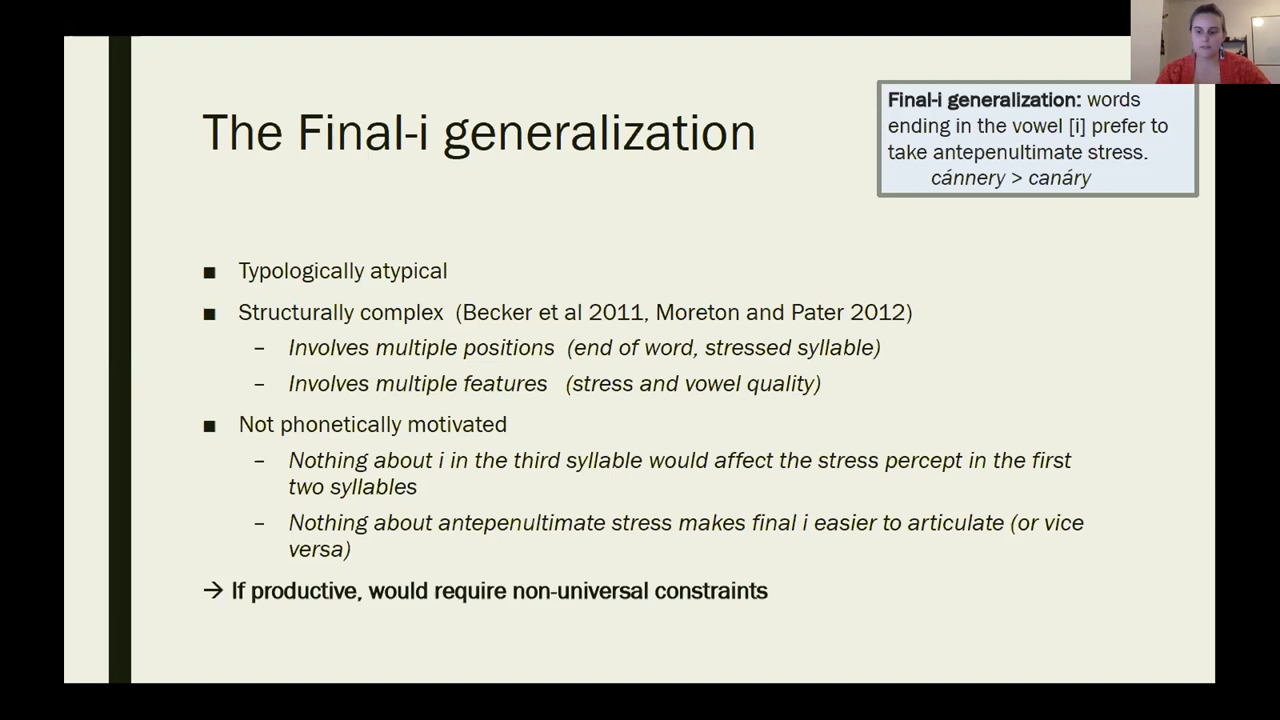 The Final-i generalization
Final-i generalization: words
ending in the vowel [i] prefer to
take antepenultimate stress.
cánnery > canáry
■ Typologically atypical
■ Structurally complex (Becker et al 2011, Moreton and Pater 2012)
– Involves multiple positions (end of word, stressed syllable)
– Involves multiple features (stress and vowel quality)
■ Not phonetically motivated
– Nothing about i in the third syllable would affect the stress percept in the first
two syllables
– Nothing about antepenultimate stress makes final i easier to articulate (or vice
versa)
→ If productive, would require non-universal constraints